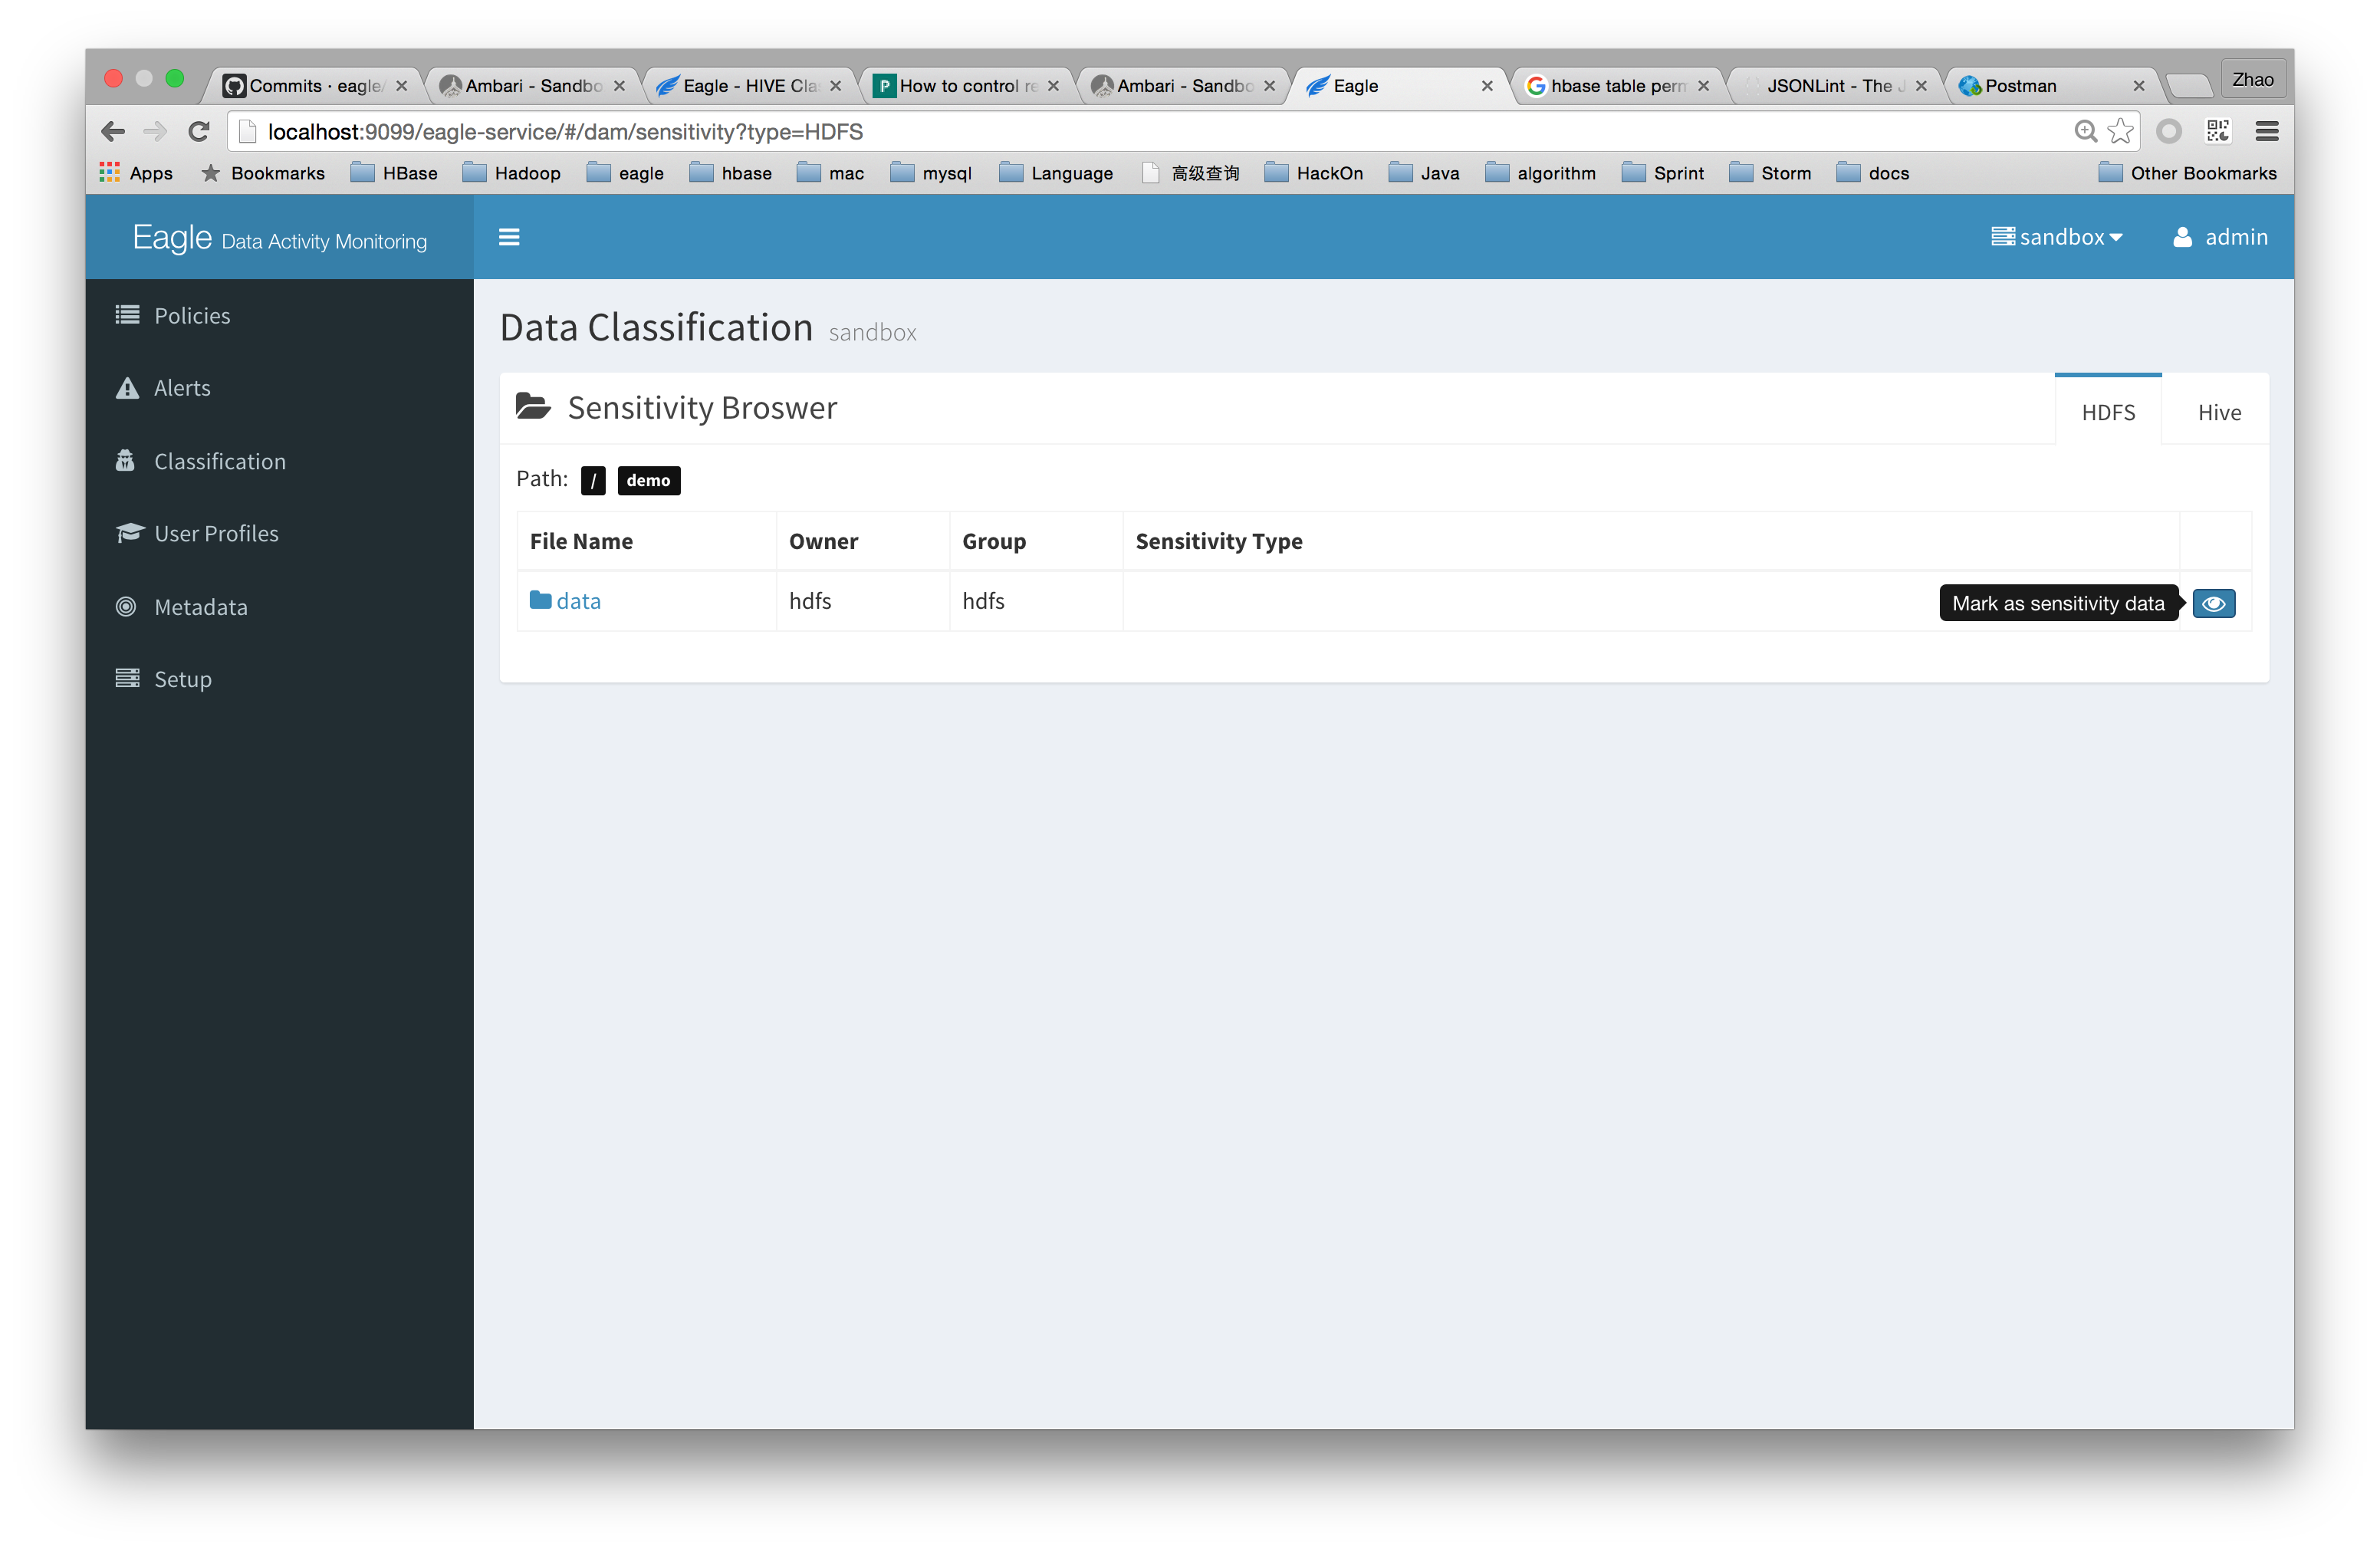 Commits · eagle/ Ambari - Sandbo Eagle - HIVE Cla P How to control re Ambari - Sandbo Eagle hbase table perm JSONLint - The J Postman Zhao
localhost:9099/eagle-service/#/dam/sensitivity?type=HDFS
Apps Bookmarks HBase Hadoop eagle hbase mac mysql Language 高级查询 HackOn Java algorithm Sprint Storm docs Other Bookmarks
Eagle Data Activity Monitoring sandbox admin
Policies
Alerts
Classification
User Profiles
Metadata
Setup
Data Classification sandbox
Sensitivity Broswer HDFS Hive
Path: / demo
File Name Owner Group Sensitivity Type
data hdfs hdfs Mark as sensitivity data